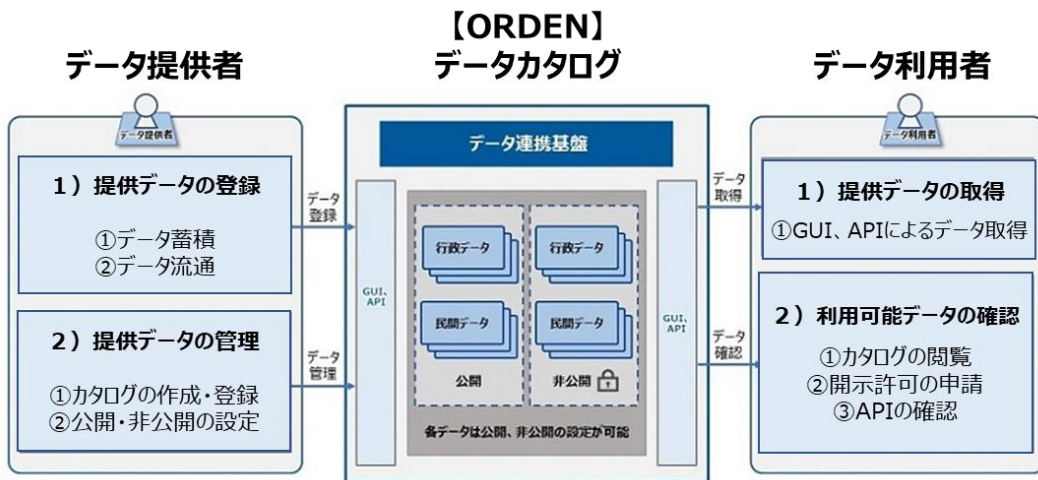 【ORDEN】
データ提供者
データカタログ
データ利用者
データ提供者
1）提供データの登録
①データ蓄積
②データ流通
2）提供データの管理
①カタログの作成・登録
②公開・非公開の設定
データ
登録
データ
管理
データ連携基盤
GUI、
API
行政データ
行政データ
民間データ
民間データ
公開
非公開
各データは公開、非公開の設定が可能
GUI、
API
データ
取得
データ
確認
データ利用者
1）提供データの取得
①GUI、APIによるデータ取得
2）利用可能データの確認
①カタログの閲覧
②開示許可の申請
③APIの確認